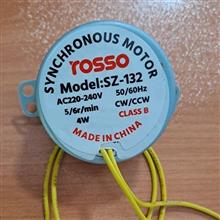 SYNCHRONOUS MOTOR
rosso
Model:SZ-132
AC220-240V 50/60Hz
5/6r/min CW/CCW
4W CLASS B
MADE IN CHINA